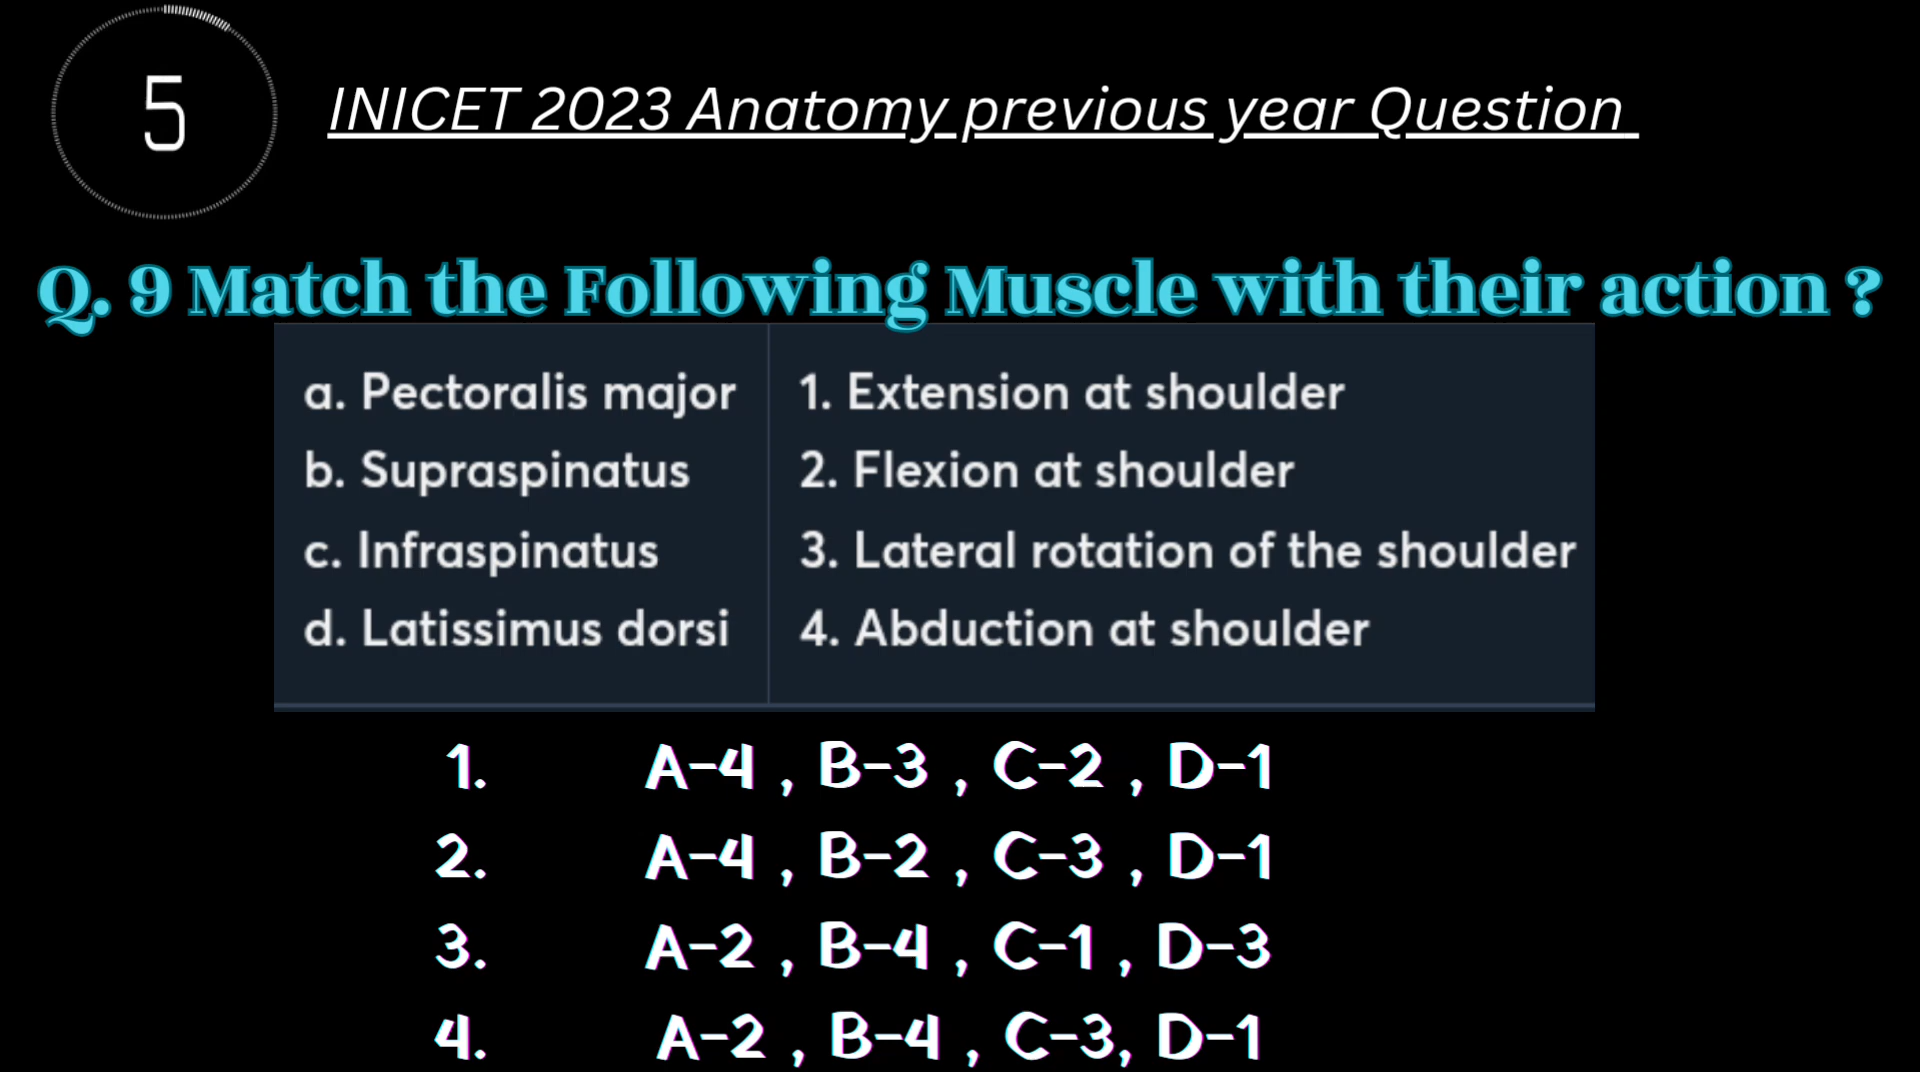 5
INICET 2023 Anatomy previous year Question
Q. 9 Match the Following Muscle with their action ?
a. Pectoralis major
1. Extension at shoulder
b. Supraspinatus
2. Flexion at shoulder
c. Infraspinatus
3. Lateral rotation of the shoulder
d. Latissimus dorsi
4. Abduction at shoulder
1. A-4 , B-3 , C-2 , D-1
2. A-4 , B-2 , C-3 , D-1
3. A-2 , B-4 , C-1 , D-3
4. A-2 , B-4 , C-3, D-1